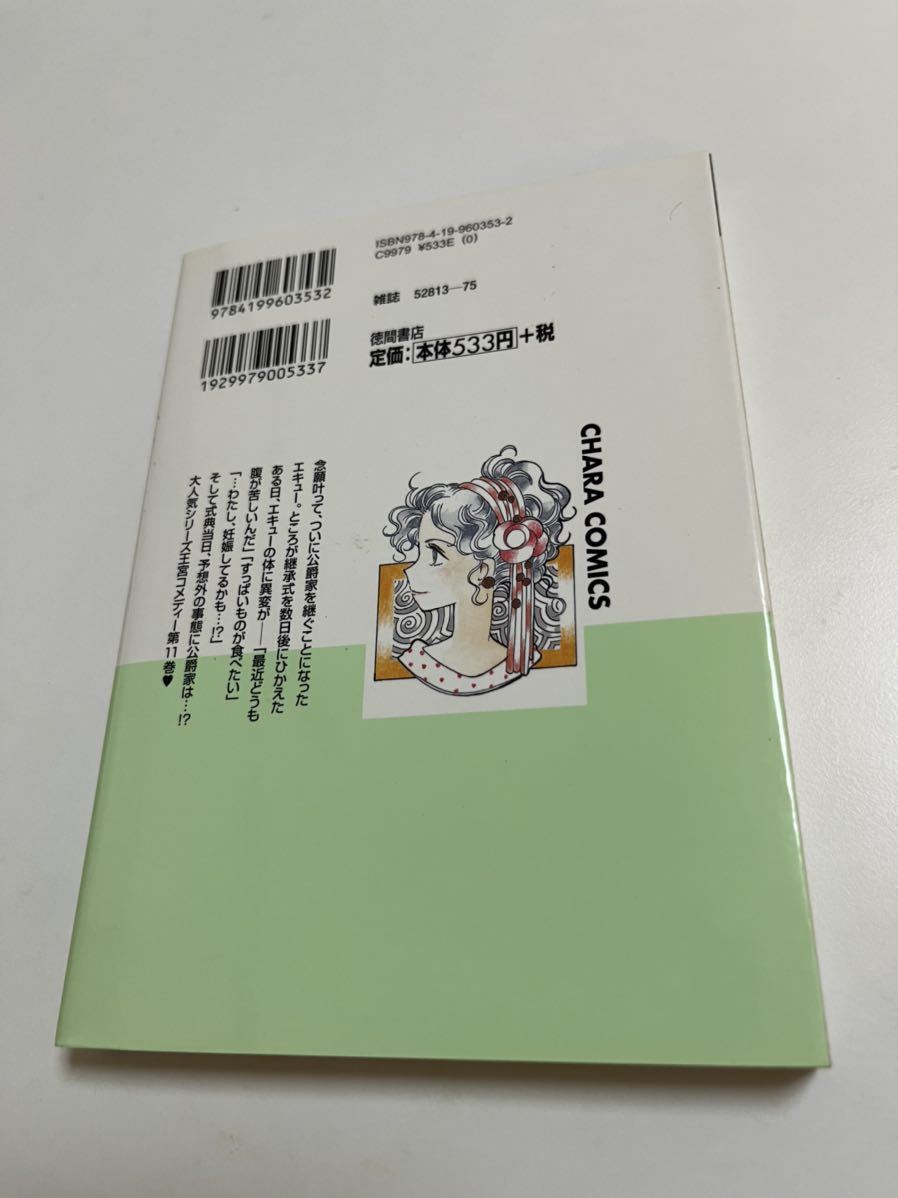 9784199603532
1929979005337
ISBN978-4-19-960353-2
C9979 ¥533E (0)
雑誌 52813—75
徳間書店
定価：本体533円+税
CHARA COMICS
念願叶って、ついに公爵家を継ぐことになった
エキュー。ところが継承式を数日後にひかえた
ある日、エキューの体に異変が——「最近どうも
腹が苦しいんだ」「すっぱいものが食べたい」
「…わたし、妊娠してるかも…!?」
そして式典当日、予想外の事態に公爵家は…!?
大人気シリーズ王宮コメディー第11巻♥